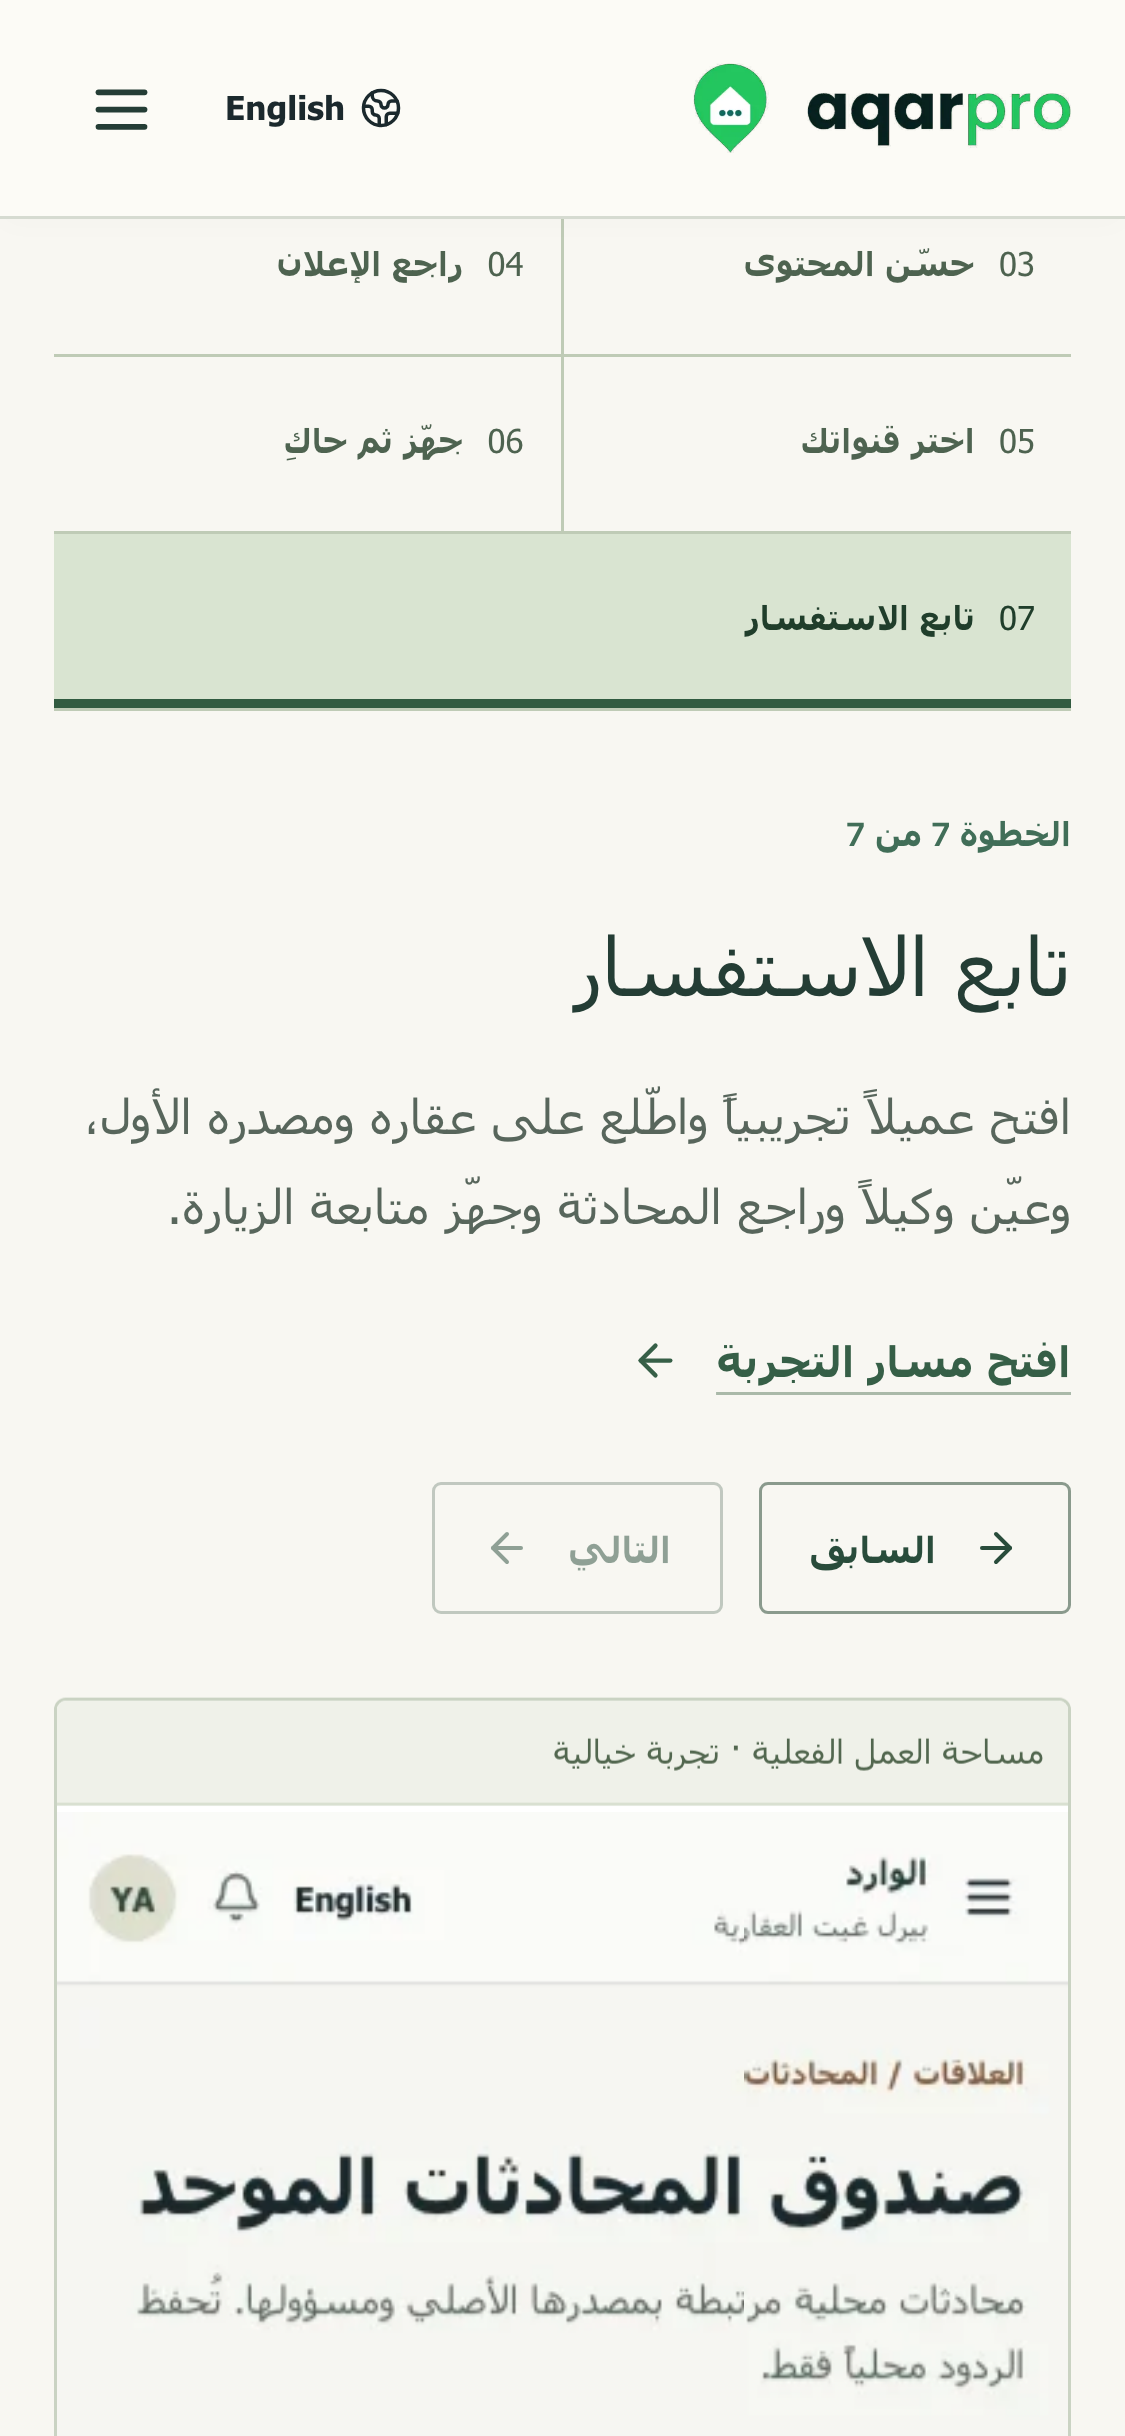 aqarpro
English
03 حسّن المحتوى
04 راجع الإعلان
05 اختر قنواتك
06 جهّز ثم حاكِ
07 تابع الاستفسار
الخطوة 7 من 7
تابع الاستفسار
افتح عميلاً تجريبياً واطّلع على عقاره ومصدره الأول،
وعيّن وكيلاً وراجع المحادثة وجهّز متابعة الزيارة.
افتح مسار التجربة
السابق
التالي
مساحة العمل الفعلية · تجربة خيالية
الوارد
بيرل غيت العقارية
English
YA
العلاقات / المحادثات
صندوق المحادثات الموحد
محادثات محلية مرتبطة بمصدرها الأصلي ومسؤولها. تُحفظ
الردود محلياً فقط.